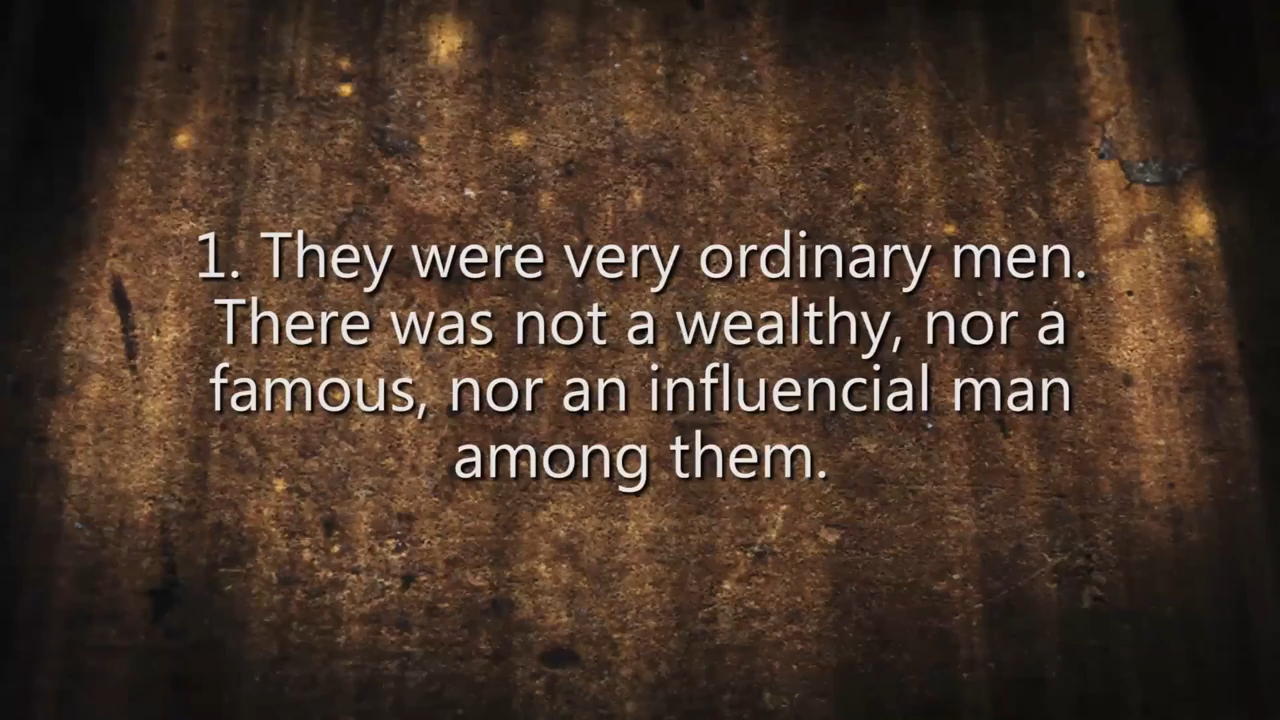 1. They were very ordinary men.
There was not a wealthy, nor a
famous, nor an influencial man
among them.